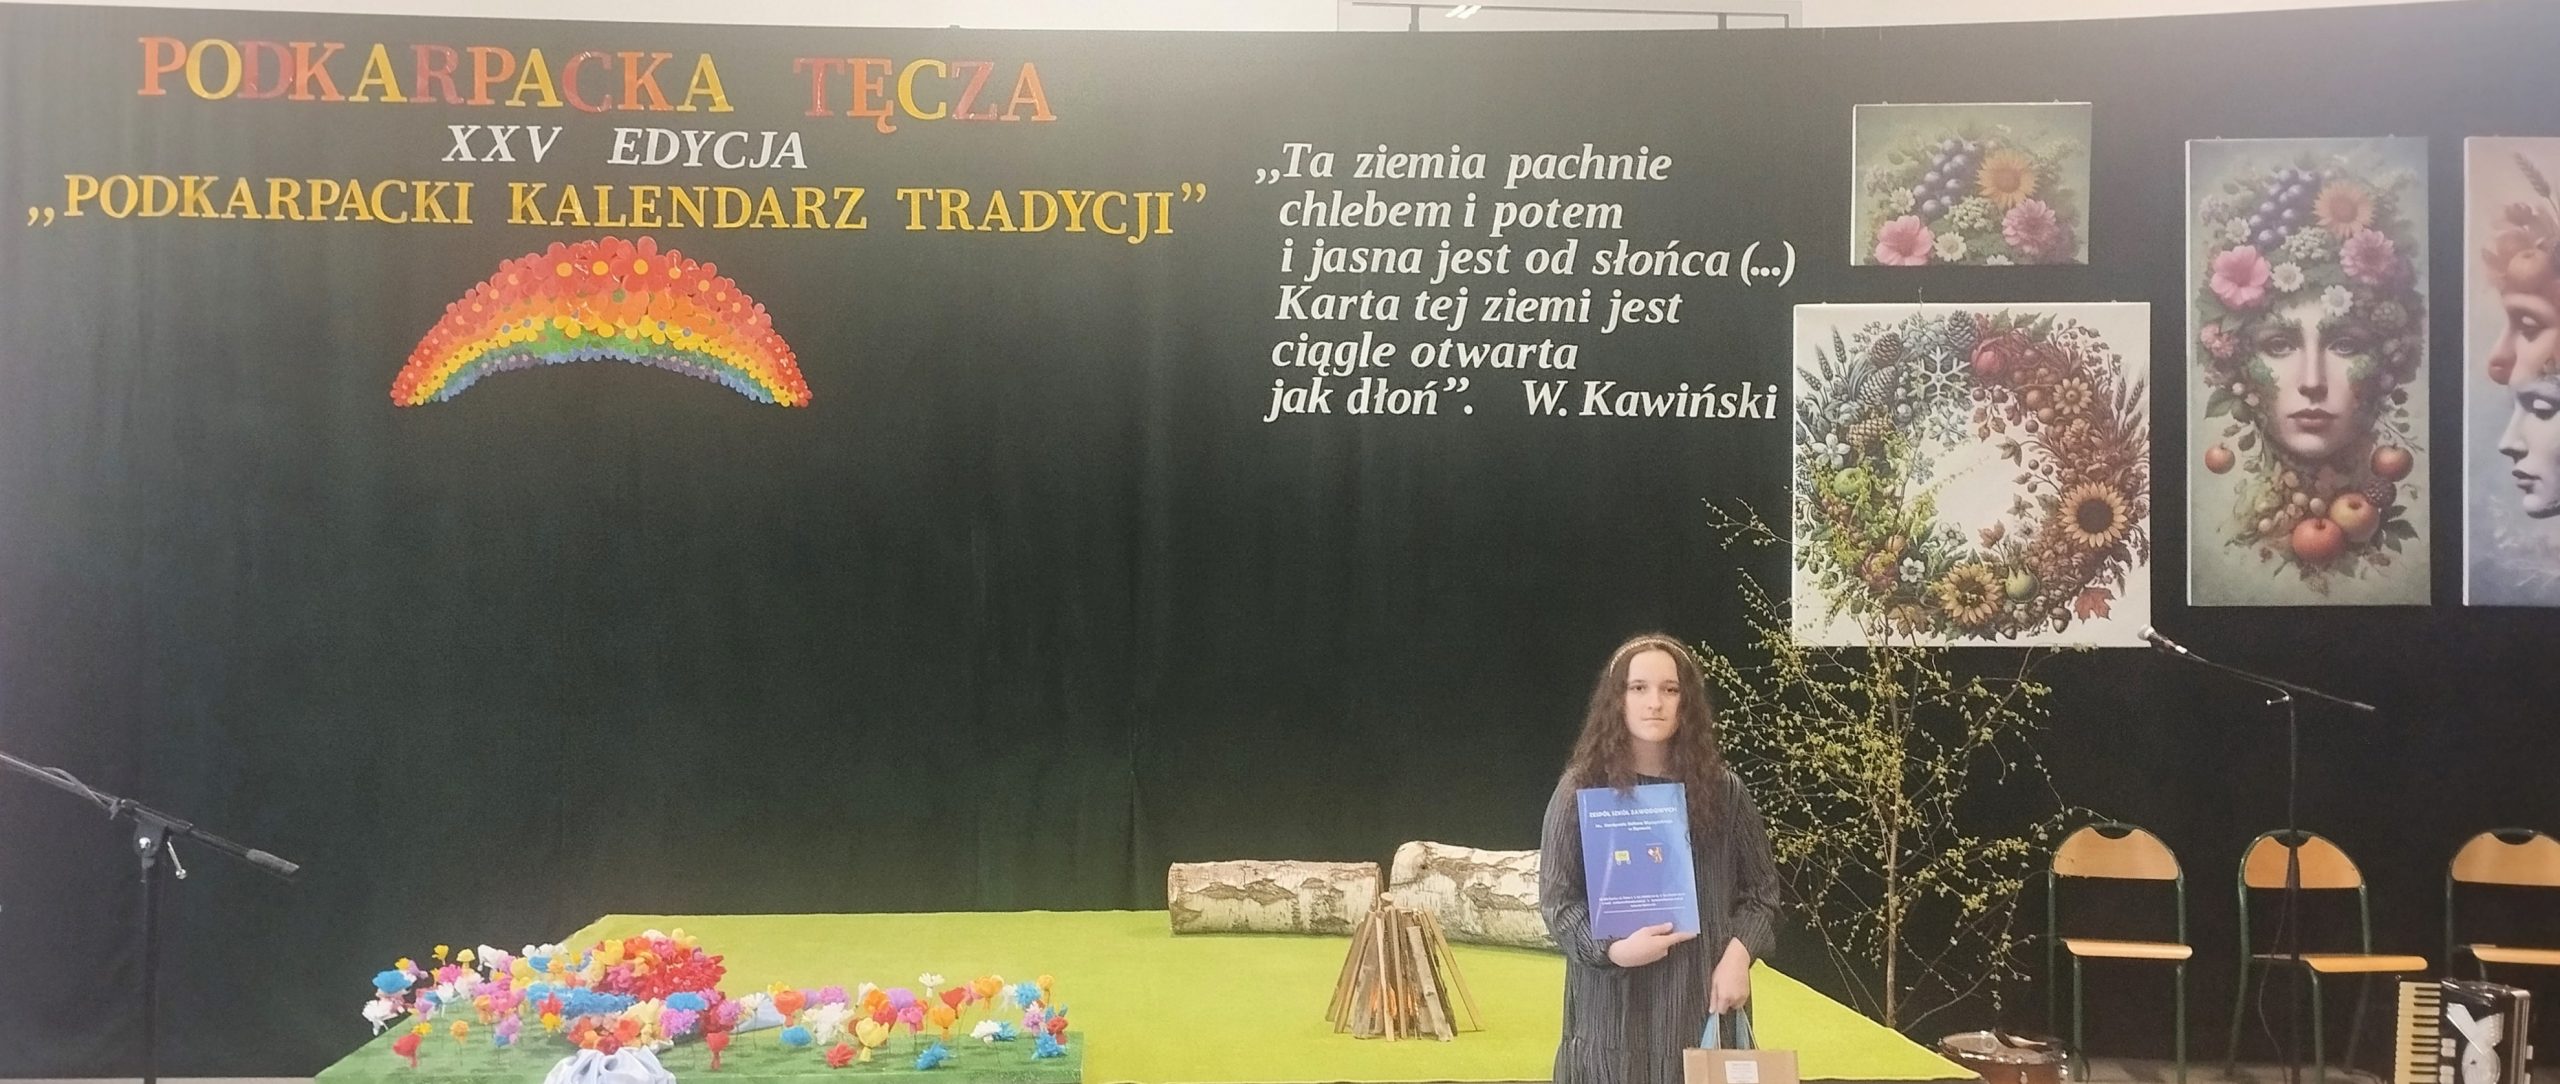 PODKARPACKA TĘCZA
XXV EDYCJA
„PODKARPACKI KALENDARZ TRADYCJI”
„Ta ziemia pachnie
chlebem i potem
i jasna jest od słońca (...)
Karta tej ziemi jest
ciągle otwarta
jak dłoń”. W. Kawiński
ZESPÓŁ SZKÓŁ ZAWODOWYCH